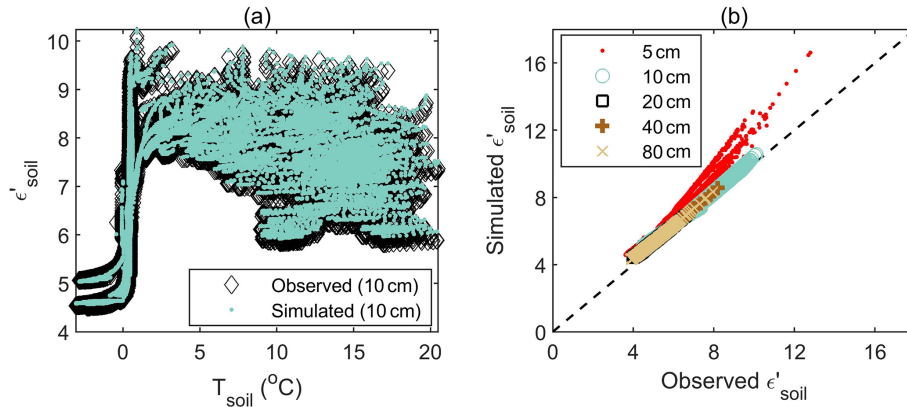 (a)
10
9
8
7
6
5
4
ϵ'soil
0
5
10
15
20
Tsoil (°C)
Observed (10 cm)
Simulated (10 cm)
(b)
16
12
8
4
0
Simulated ϵ'soil
0
4
8
12
16
Observed ϵ'soil
5 cm
10 cm
20 cm
40 cm
80 cm